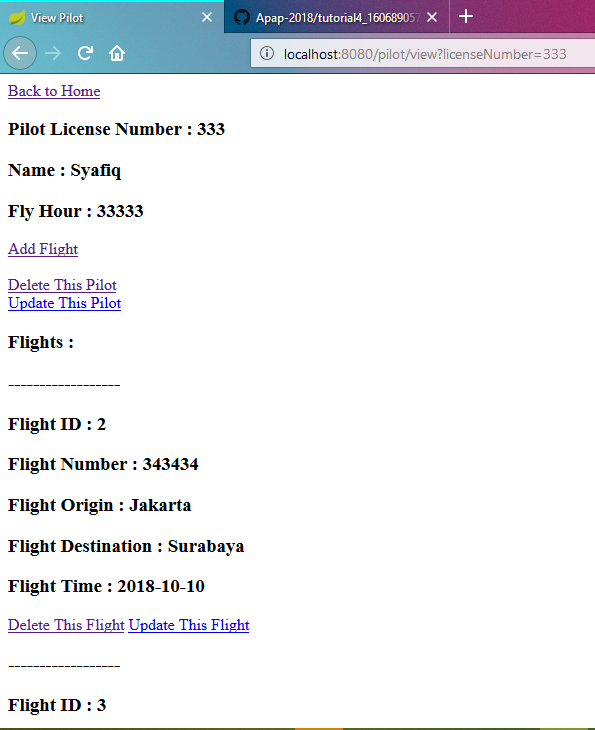 View Pilot
Apap-2018/tutorial4_160689057
localhost:8080/pilot/view?licenseNumber=333
Back to Home
Pilot License Number : 333
Name : Syafiq
Fly Hour : 33333
Add Flight
Delete This Pilot
Update This Pilot
Flights :
------------------
Flight ID : 2
Flight Number : 343434
Flight Origin : Jakarta
Flight Destination : Surabaya
Flight Time : 2018-10-10
Delete This Flight Update This Flight
------------------
Flight ID : 3